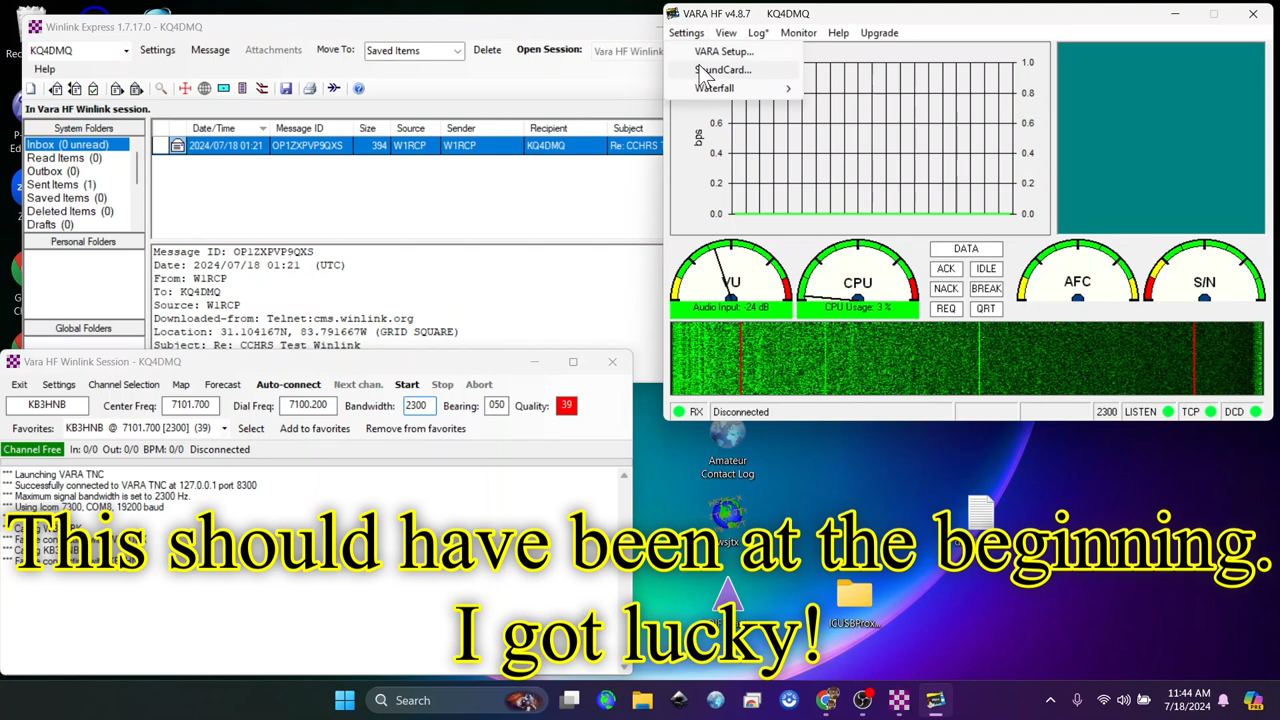 Winlink Express 1.7.17.0 - KQ4DMQ
KQ4DMQ Settings Message Attachments Move To: Saved Items Delete Open Session: Vara HF Winlink
Help
In Vara HF Winlink session.
System Folders
Inbox (0 unread)
Read Items (0)
Outbox (0)
Sent Items (1)
Saved Items (0)
Deleted Items (0)
Drafts (0)
Personal Folders
Global Folders
Date/Time Message ID Size Source Sender Recipient Subject
2024/07/18 01:21 OP1ZXPVP9QXS 394 W1RCP W1RCP KQ4DMQ Re: CCHRS T
Message ID: OP1ZXPVP9QXS
Date: 2024/07/18 01:21 (UTC)
From: W1RCP
To: KQ4DMQ
Source: W1RCP
Downloaded-from: Telnet:cms.winlink.org
Location: 31.104167N, 83.791667W (GRID SQUARE)
Subject: Re: CCHRS Test Winlink
VARA HF v4.8.7 KQ4DMQ
Settings View Log* Monitor Help Upgrade
VARA Setup...
SoundCard...
Waterfall
bps
0.6
0.4
0.2
0.0
1.0
0.8
0.6
0.4
0.2
0.0
VU
Audio Input: -24 dB
CPU
CPU Usage: 3 %
DATA
ACK IDLE
NACK BREAK
REQ QRT
AFC
S/N
RX Disconnected 2300 LISTEN TCP DCD
Vara HF Winlink Session - KQ4DMQ
Exit Settings Channel Selection Map Forecast Auto-connect Next chan. Start Stop Abort
KB3HNB Center Freq: 7101.700 Dial Freq: 7100.200 Bandwidth: 2300 Bearing: 050 Quality: 39
Favorites: KB3HNB @ 7101.700 [2300] (39) Select Add to favorites Remove from favorites
Channel Free In: 0/0 Out: 0/0 BPM: 0/0 Disconnected
*** Launching VARA TNC
*** Successfully connected to VARA TNC at 127.0.0.1 port 8300
*** Maximum signal bandwidth is set to 2300 Hz.
*** Using Icom 7300, COM8, 19200 baud
Amateur
Contact Log
wsjtx
ICUSBProx...
This should have been at the beginning.
I got lucky!
Search
11:44 AM
7/18/2024